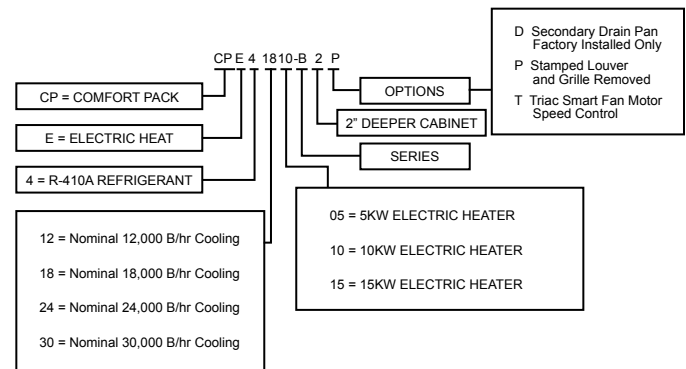 CP E 4 18 10 -B 2 P
D Secondary Drain Pan
Factory Installed Only
P Stamped Louver
and Grille Removed
T Triac Smart Fan Motor
Speed Control
OPTIONS
CP = COMFORT PACK
2" DEEPER CABINET
E = ELECTRIC HEAT
SERIES
4 = R-410A REFRIGERANT
05 = 5KW ELECTRIC HEATER
10 = 10KW ELECTRIC HEATER
15 = 15KW ELECTRIC HEATER
12 = Nominal 12,000 B/hr Cooling
18 = Nominal 18,000 B/hr Cooling
24 = Nominal 24,000 B/hr Cooling
30 = Nominal 30,000 B/hr Cooling